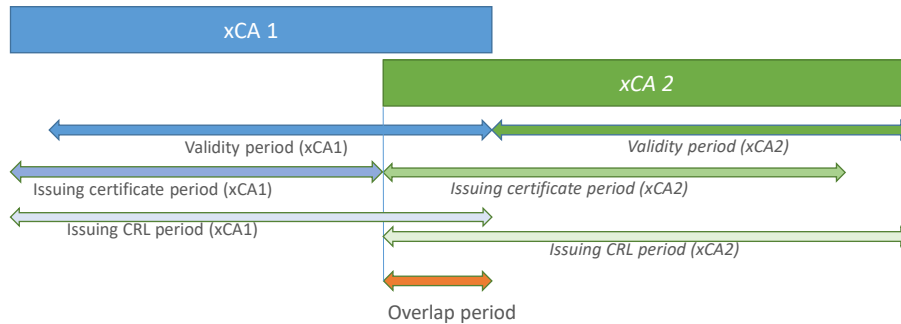 xCA 1
xCA 2
Validity period (xCA1)
Validity period (xCA2)
Issuing certificate period (xCA1)
Issuing certificate period (xCA2)
Issuing CRL period (xCA1)
Issuing CRL period (xCA2)
Overlap period